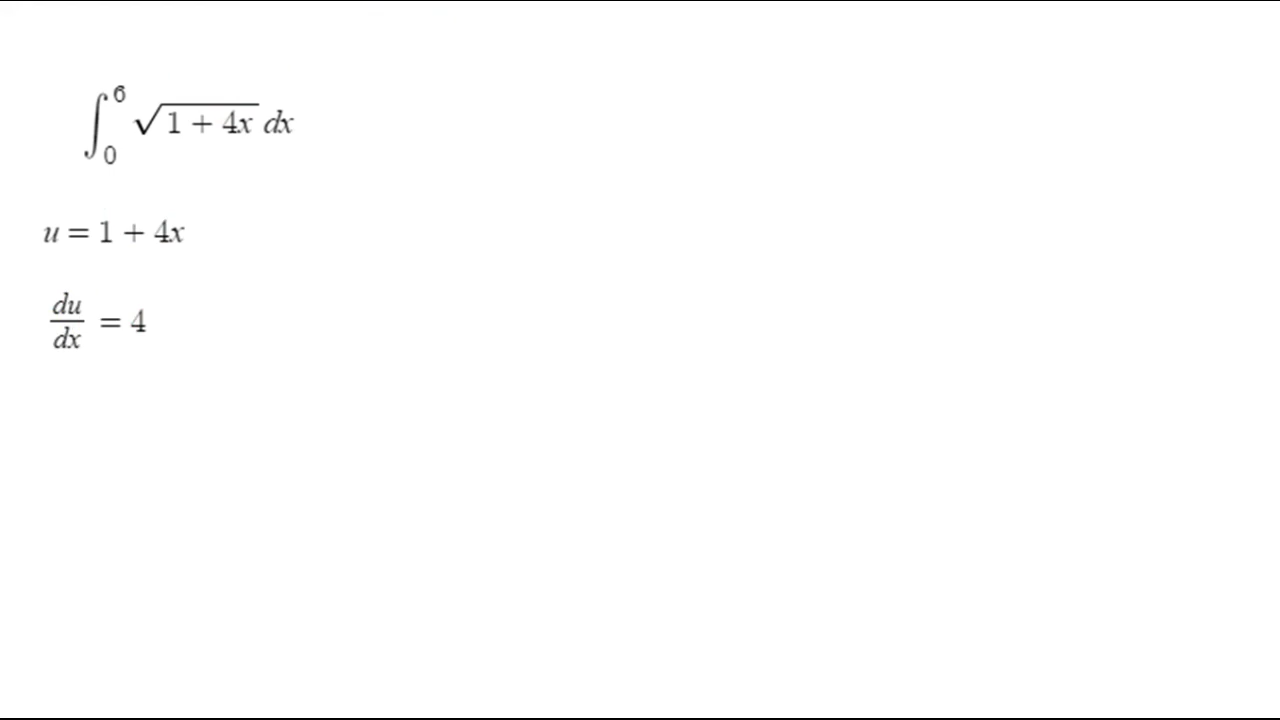 ∫₀⁶ √(1 + 4x) dx
u = 1 + 4x
du/dx = 4